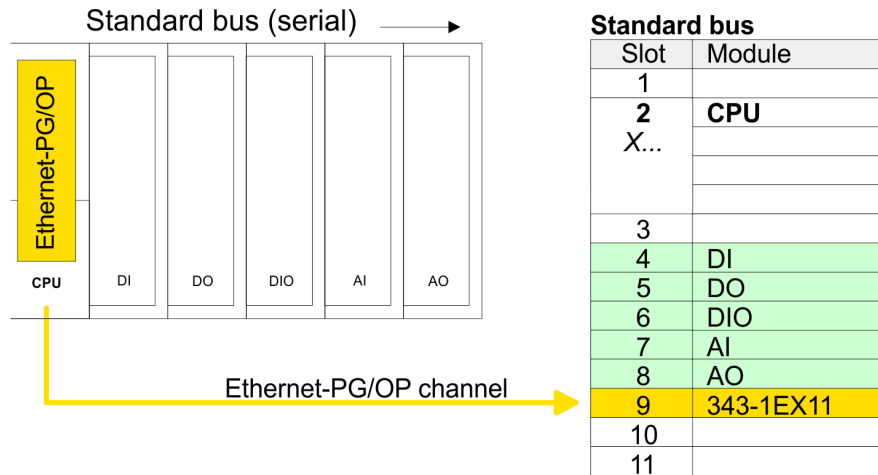 Standard bus (serial)
Ethernet-PG/OP
CPU
DI
DO
DIO
AI
AO
Ethernet-PG/OP channel
Standard bus
Slot Module
1
2 CPU
X...
3
4 DI
5 DO
6 DIO
7 AI
8 AO
9 343-1EX11
10
11